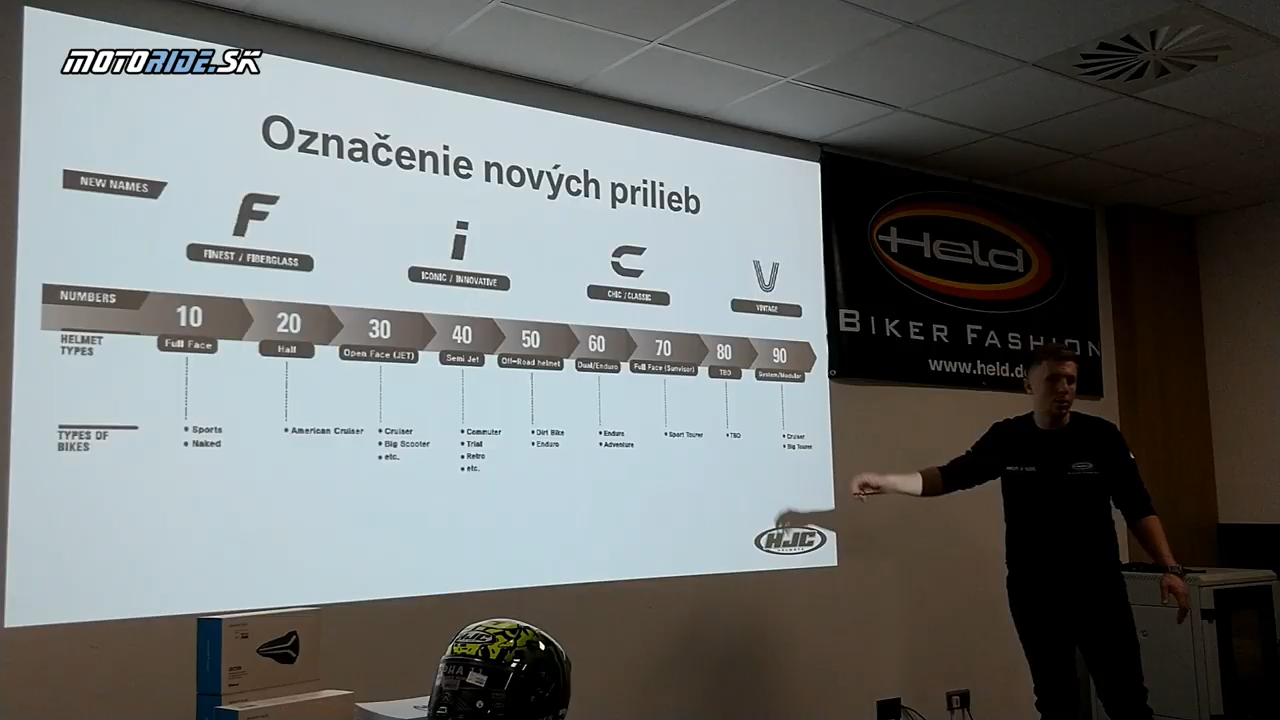 MOTORIDE.SK
Označenie nových prilieb
NEW NAMES
F
FINEST / FIBERGLASS
i
ICONIC / INNOVATIVE
C
CHIC / CLASSIC
V
VINTAGE
NUMBERS
10 20 30 40 50 60 70 80 90
HELMET TYPES
Full Face
Half
Open Face (JET)
Semi Jet
Off-Road helmet
Dual/Enduro
Full Face (Sunvisor)
TBD
System/Modular
TYPES OF BIKES
• Sports
• Naked
• American Cruiser
• Cruiser
• Big Scooter
• etc.
• Commuter
• Trial
• Retro
• etc.
• Dirt Bike
• Enduro
• Enduro
• Adventure
• Sport Tourer
• TBD
• Cruiser
• Big Tourer
HJC
HELMETS
Held
BIKER FASHION
www.held.de
HJC